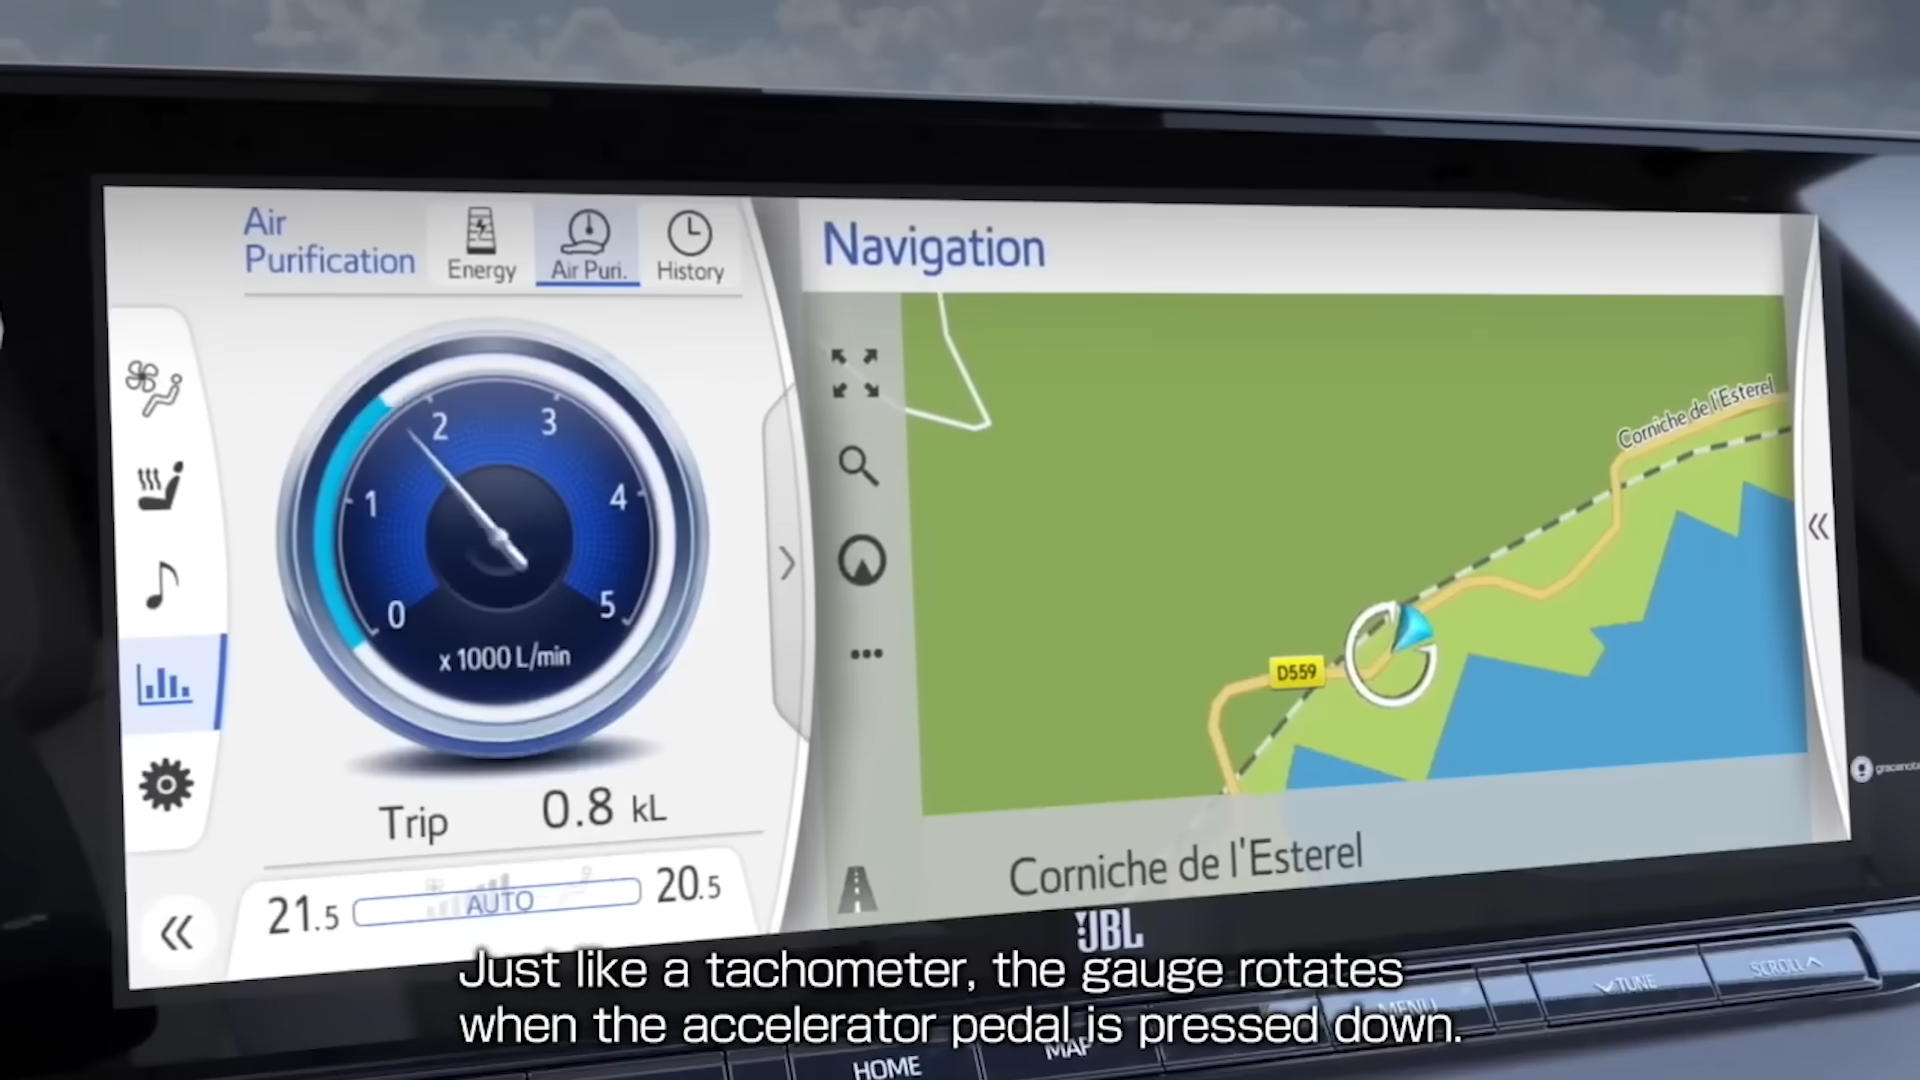 Air
Purification
Energy
Air Puri.
History
Navigation
0
1
2
3
4
5
x 1000 L/min
Trip 0.8 kL
21.5 AUTO 20.5
Corniche de l'Esterel
D559
Corniche de l'Esterel
JBL
gracenote
Just like a tachometer, the gauge rotates
when the accelerator pedal is pressed down.
HOME
MAP
MENU
TUNE
SCROLL